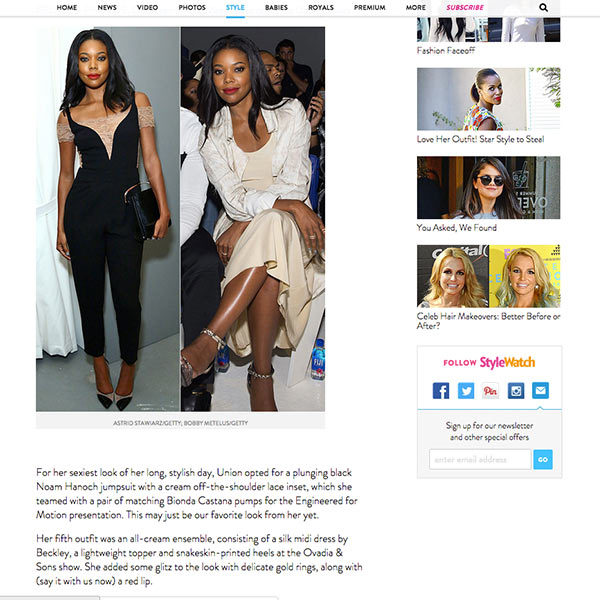 HOME NEWS VIDEO PHOTOS STYLE BABIES ROYALS PREMIUM MORE SUBSCRIBE
ASTRID STAWIARZ/GETTY; BOBBY METELUS/GETTY
For her sexiest look of her long, stylish day, Union opted for a plunging black
Noam Hanoch jumpsuit with a cream off-the-shoulder lace inset, which she
teamed with a pair of matching Bionda Castana pumps for the Engineered for
Motion presentation. This may just be our favorite look from her yet.
Her fifth outfit was an all-cream ensemble, consisting of a silk midi dress by
Beckley, a lightweight topper and snakeskin-printed heels at the Ovadia &
Sons show. She added some glitz to the look with delicate gold rings, along with
(say it with us now) a red lip.
Fashion Faceoff
Love Her Outfit! Star Style to Steal
You Asked, We Found
Capital
Celeb Hair Makeovers: Better Before or
After?
FOLLOW StyleWatch
Pin
Sign up for our newsletter
and other special offers
enter email address GO
FIJI